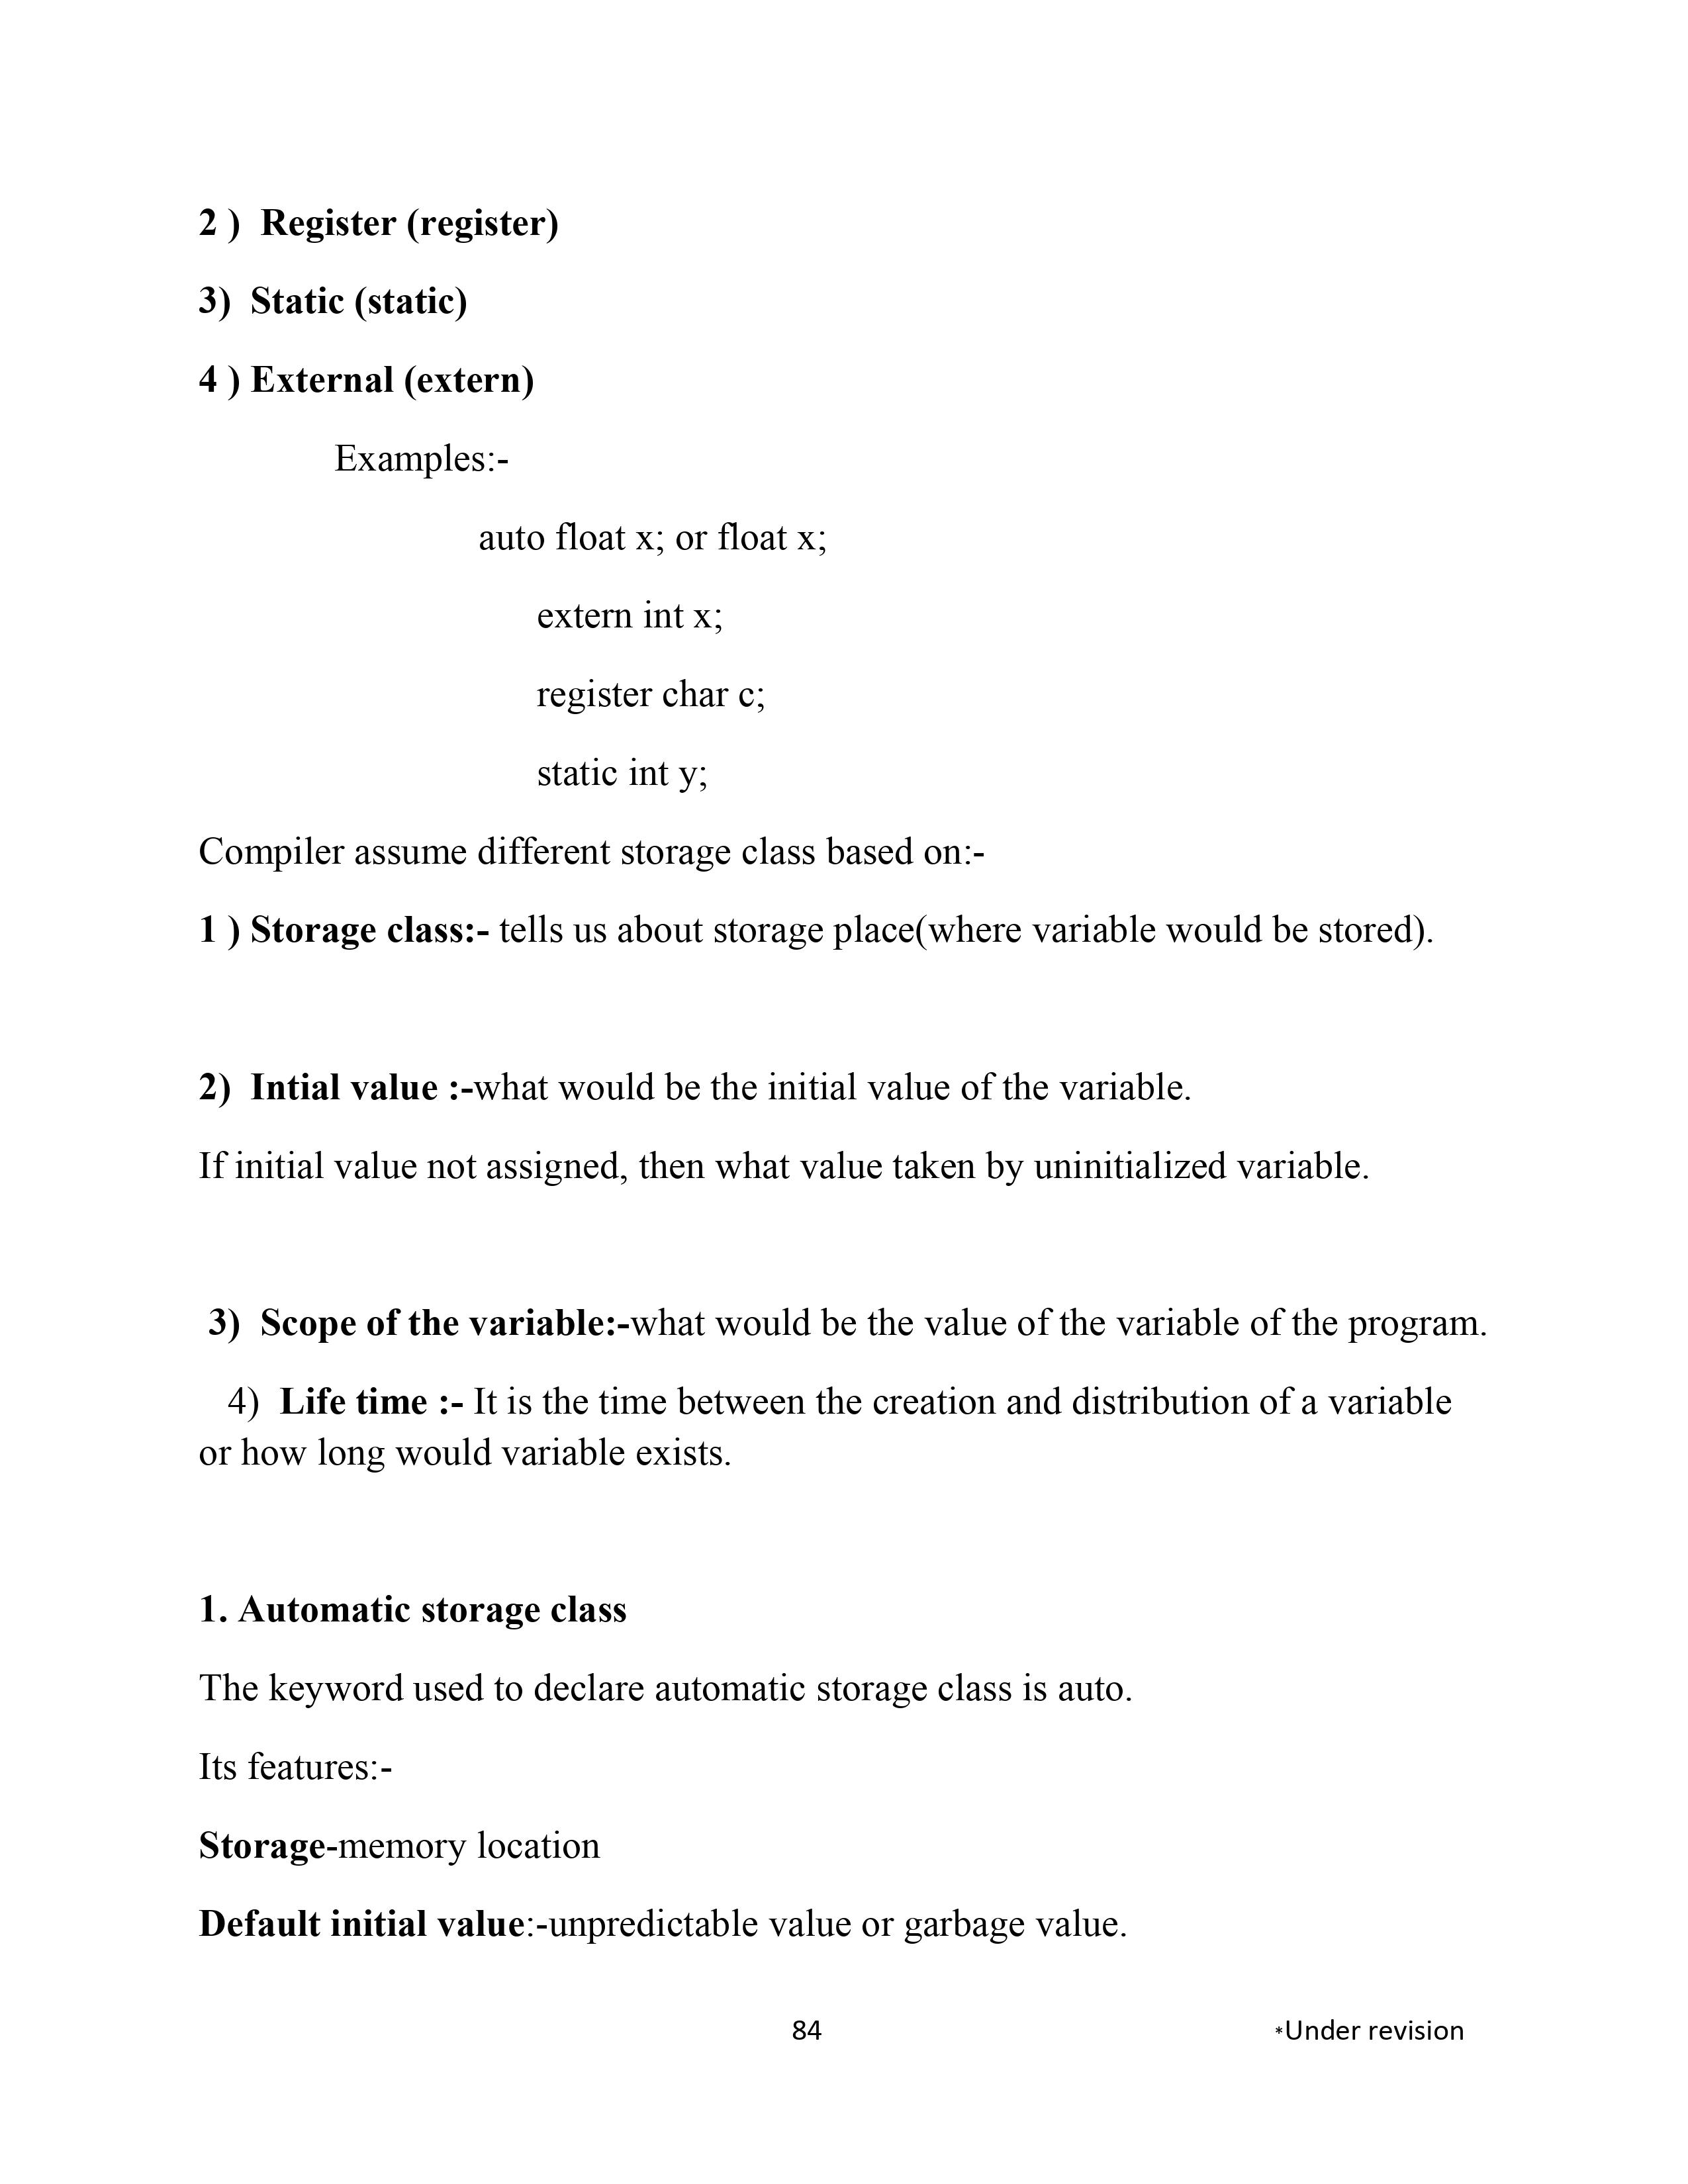 2 ) Register (register)
3) Static (static)
4 ) External (extern)
Examples:-
auto float x; or float x;
extern int x;
register char c;
static int y;
Compiler assume different storage class based on:-
1 ) Storage class:- tells us about storage place(where variable would be stored).
2) Intial value :-what would be the initial value of the variable.
If initial value not assigned, then what value taken by uninitialized variable.
3) Scope of the variable:-what would be the value of the variable of the program.
4) Life time :- It is the time between the creation and distribution of a variable
or how long would variable exists.
1. Automatic storage class
The keyword used to declare automatic storage class is auto.
Its features:-
Storage-memory location
Default initial value:-unpredictable value or garbage value.
84 *Under revision